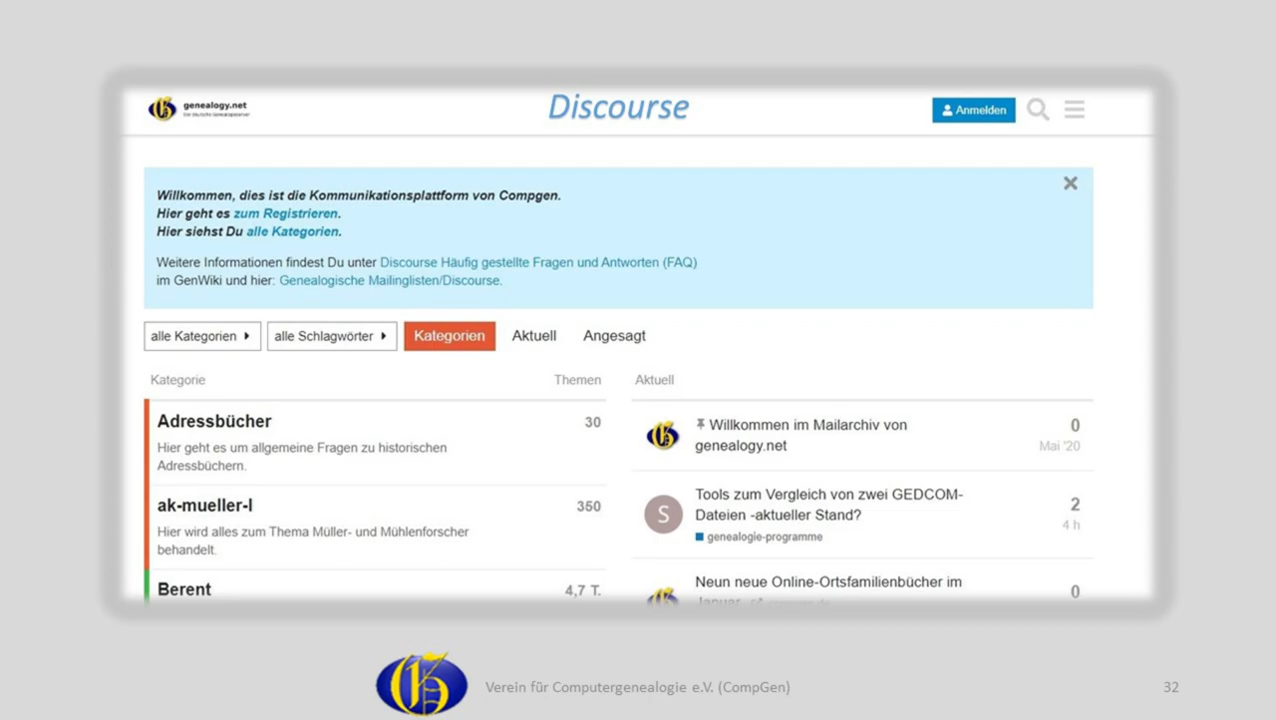 genealogy.net
Der deutsche Genealogieserver
Discourse
Anmelden
Willkommen, dies ist die Kommunikationsplattform von Compgen.
Hier geht es zum Registrieren.
Hier siehst Du alle Kategorien.
Weitere Informationen findest Du unter Discourse Häufig gestellte Fragen und Antworten (FAQ)
im GenWiki und hier: Genealogische Mailinglisten/Discourse.
alle Kategorien
alle Schlagwörter
Kategorien
Aktuell
Angesagt
Kategorie
Themen
Adressbücher
30
Hier geht es um allgemeine Fragen zu historischen
Adressbüchern.
ak-mueller-l
350
Hier wird alles zum Thema Müller- und Mühlenforscher
behandelt.
Berent
4,7 T.
Aktuell
Willkommen im Mailarchiv von
genealogy.net
0
Mai '20
Tools zum Vergleich von zwei GEDCOM-
Dateien -aktueller Stand?
genealogie-programme
2
4 h
Neun neue Online-Ortsfamilienbücher im
Januar
0
Verein für Computergenealogie e.V. (CompGen)
32